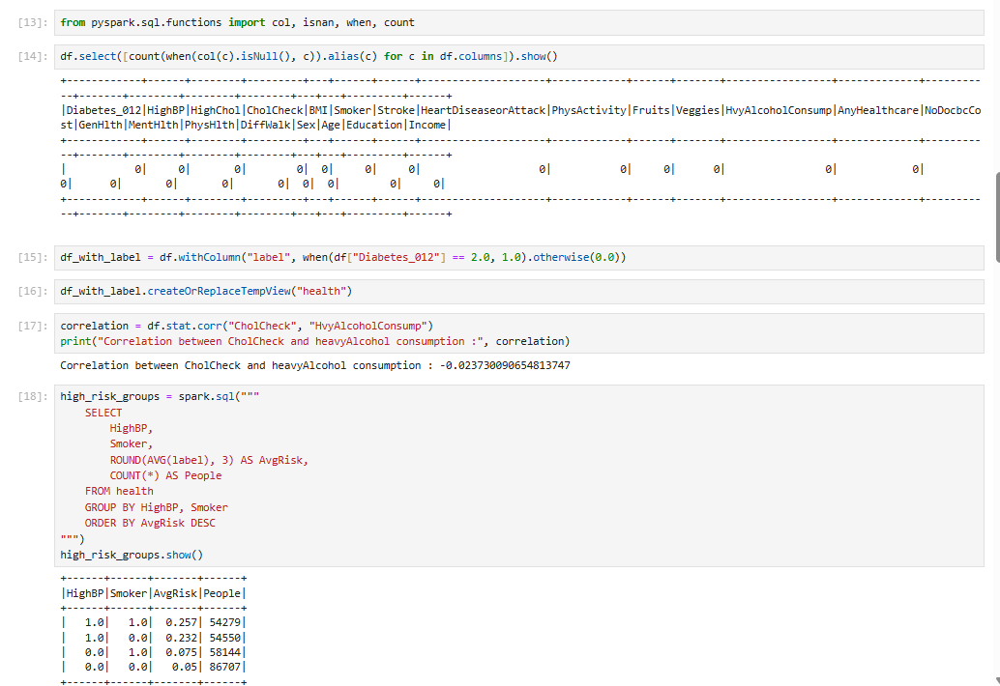 [13]: from pyspark.sql.functions import col, isnan, when, count
[14]: df.select([count(when(col(c).isNull(), c)).alias(c) for c in df.columns]).show()
+------------+------+--------+---------+---+------+------+--------------------+------------+------+-------+-----------------+-------------+---------
--+-------+--------+--------+--------+---+---+---------+------+
|Diabetes_012|HighBP|HighChol|CholCheck|BMI|Smoker|Stroke|HeartDiseaseorAttack|PhysActivity|Fruits|Veggies|HvyAlcoholConsump|AnyHealthcare|NoDocbcCo
st|GenHlth|MentHlth|PhysHlth|DiffWalk|Sex|Age|Education|Income|
+------------+------+--------+---------+---+------+------+--------------------+------------+------+-------+-----------------+-------------+---------
--+-------+--------+--------+--------+---+---+---------+------+
|           0|     0|       0|        0|  0|     0|     0|                   0|           0|     0|      0|                0|            0|
0|      0|       0|       0|       0|  0|  0|        0|     0|
+------------+------+--------+---------+---+------+------+--------------------+------------+------+-------+-----------------+-------------+---------
--+-------+--------+--------+--------+---+---+---------+------+
[15]: df_with_label = df.withColumn("label", when(df["Diabetes_012"] == 2.0, 1.0).otherwise(0.0))
[16]: df_with_label.createOrReplaceTempView("health")
[17]: correlation = df.stat.corr("CholCheck", "HvyAlcoholConsump")
print("Correlation between CholCheck and heavyAlcohol consumption :", correlation)
Correlation between CholCheck and heavyAlcohol consumption : -0.023730090654813747
[18]: high_risk_groups = spark.sql("""
SELECT
HighBP,
Smoker,
ROUND(AVG(label), 3) AS AvgRisk,
COUNT(*) AS People
FROM health
GROUP BY HighBP, Smoker
ORDER BY AvgRisk DESC
""")
high_risk_groups.show()
+------+------+-------+------+
|HighBP|Smoker|AvgRisk|People|
+------+------+-------+------+
|   1.0|   1.0|  0.257| 54279|
|   1.0|   0.0|  0.232| 54550|
|   0.0|   1.0|  0.075| 58144|
|   0.0|   0.0|   0.05| 86707|
+------+------+-------+------+